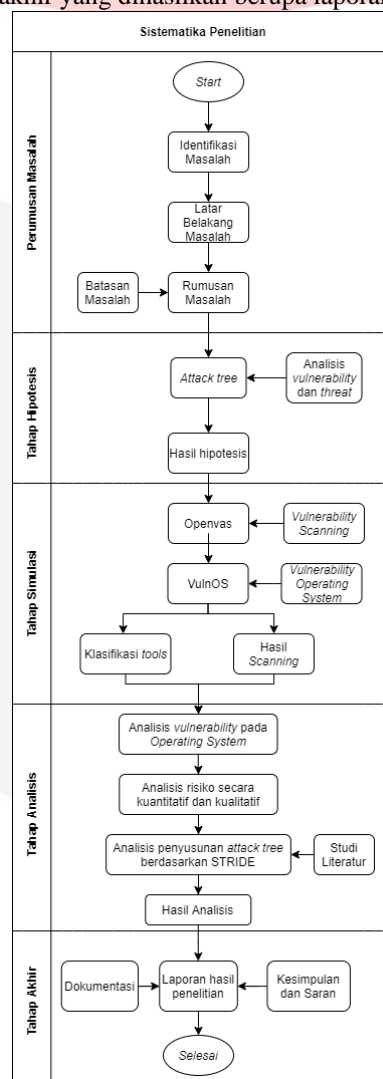 akhir yang dihasilkan berupa laporan
Sistematika Penelitian
Perumusan Masalah
Start
Identifikasi
Masalah
Latar
Belakang
Masalah
Batasan
Masalah
Rumusan
Masalah
Tahap Hipotesis
Attack tree
Analisis
vulnerability
dan threat
Hasil hipotesis
Tahap Simulasi
Openvas
Vulnerability
Scanning
VulnOS
Vulnerability
Operating
System
Klasifikasi tools
Hasil
Scanning
Tahap Analisis
Analisis vulnerability pada
Operating System
Analisis risiko secara
kuantitatif dan kualitatif
Analisis penyusunan attack tree
berdasarkan STRIDE
Studi
Literatur
Hasil Analisis
Tahap Akhir
Dokumentasi
Laporan hasil
penelitian
Kesimpulan
dan Saran
Selesai